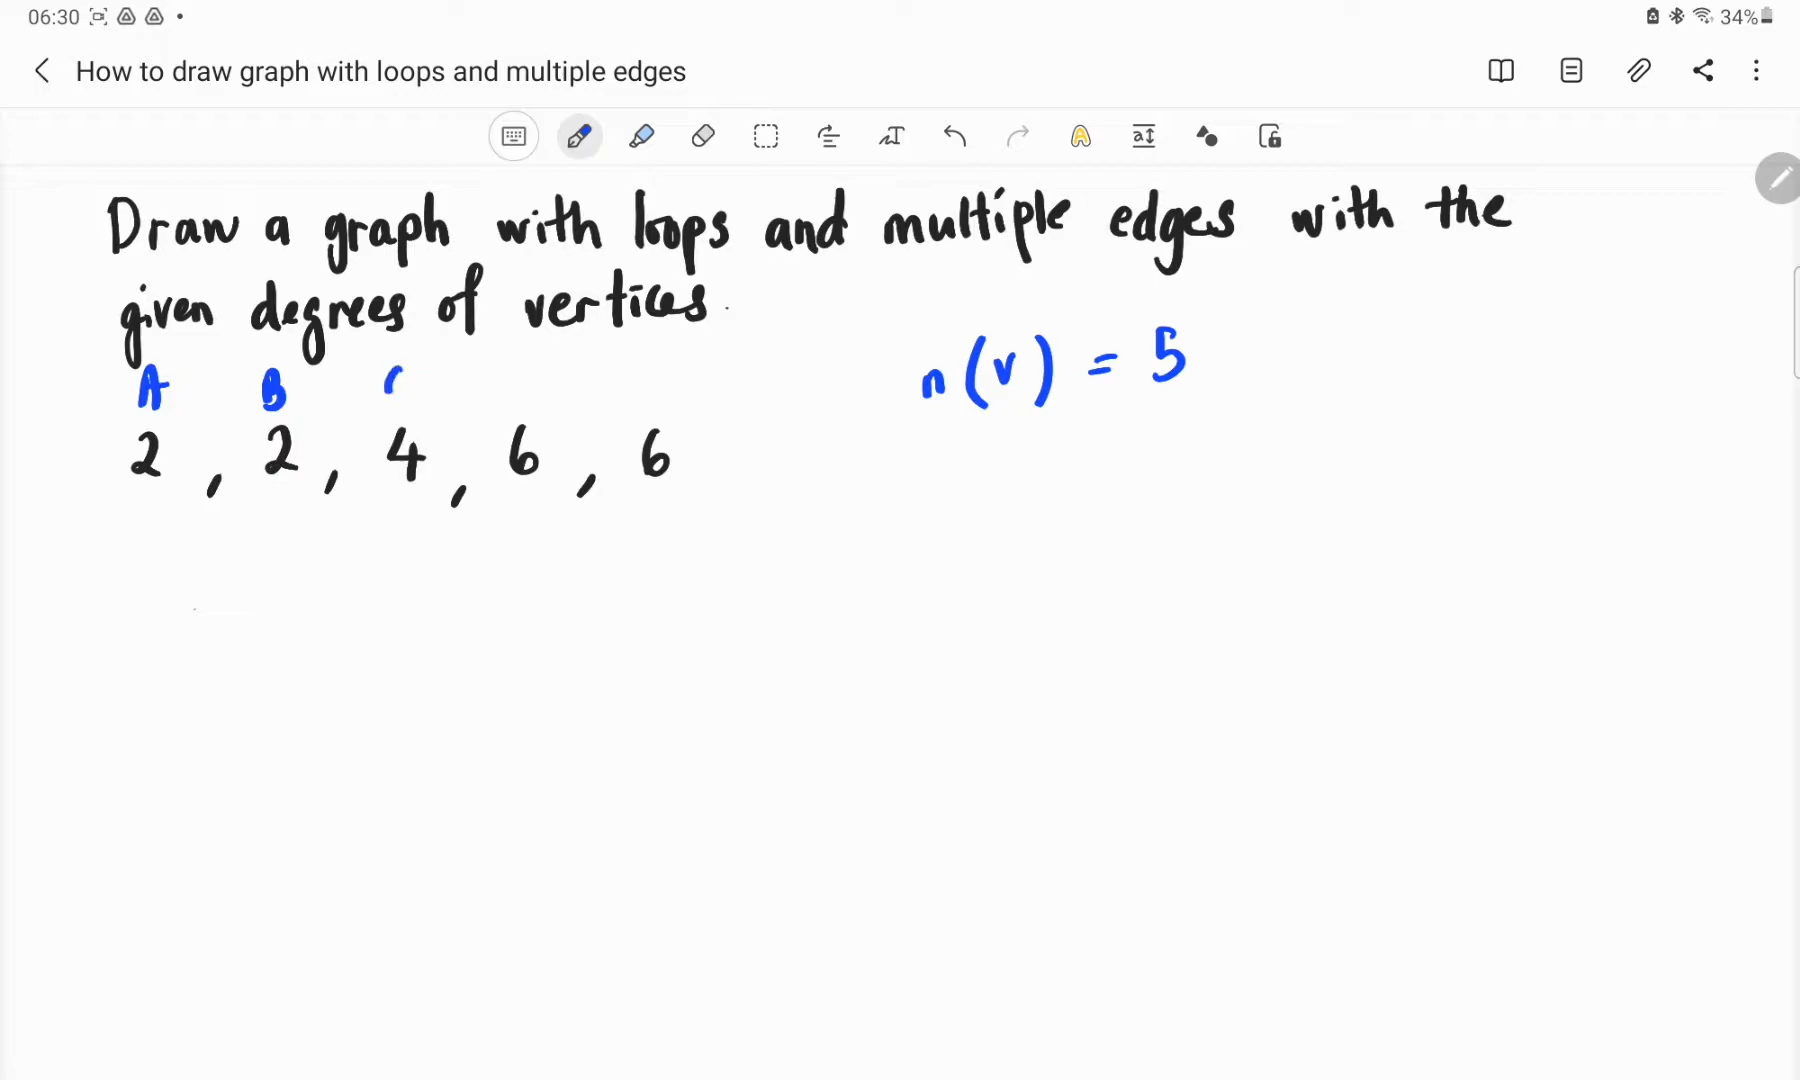 06:30 34%
How to draw graph with loops and multiple edges
Draw a graph with loops and multiple edges with the
given degrees of vertices.
n(v) = 5
A B C
2 , 2 , 4 , 6 , 6